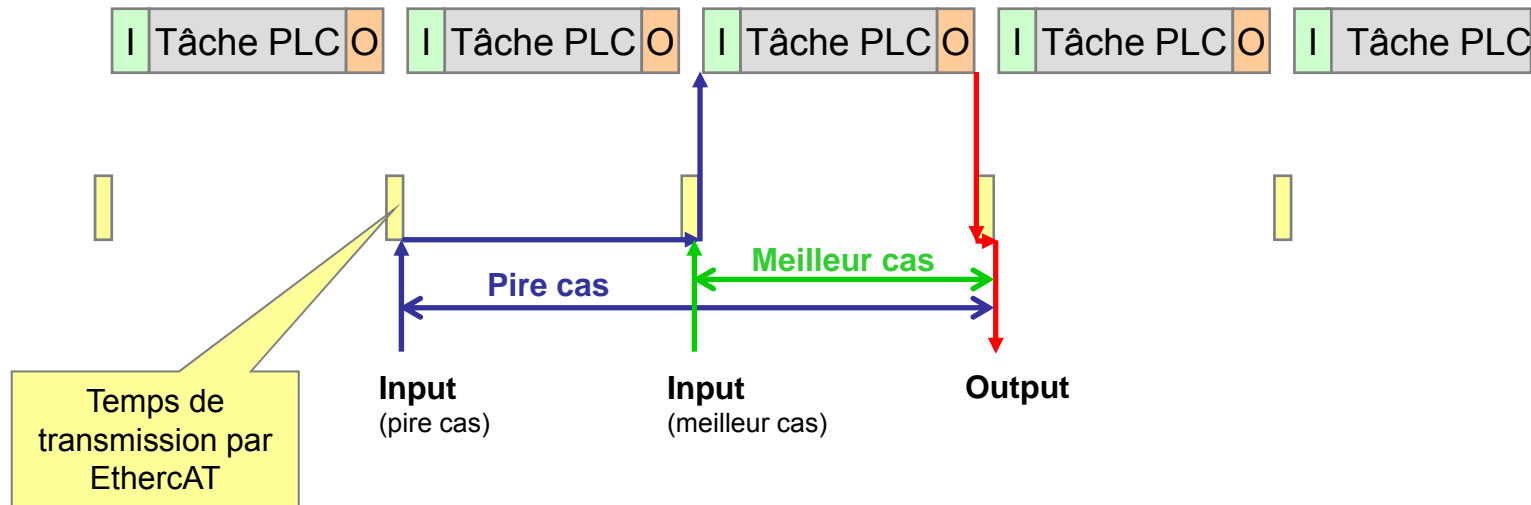 I Tâche PLC O I Tâche PLC O I Tâche PLC O I Tâche PLC O I Tâche PLC
Meilleur cas
Pire cas
Input
(pire cas)
Input
(meilleur cas)
Output
Temps de
transmission par
EthercAT